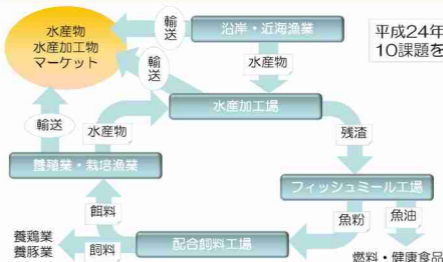 水産物
水産加工物
マーケット
輸送
沿岸・近海漁業
平成24年
10課題を
輸送
水産物
水産加工場
輸送
水産物
残渣
養殖業・栽培漁業
フィッシュミール工場
餌料
魚粉
魚油
養鶏業
養豚業
飼料
配合飼料工場
燃料・健康食品